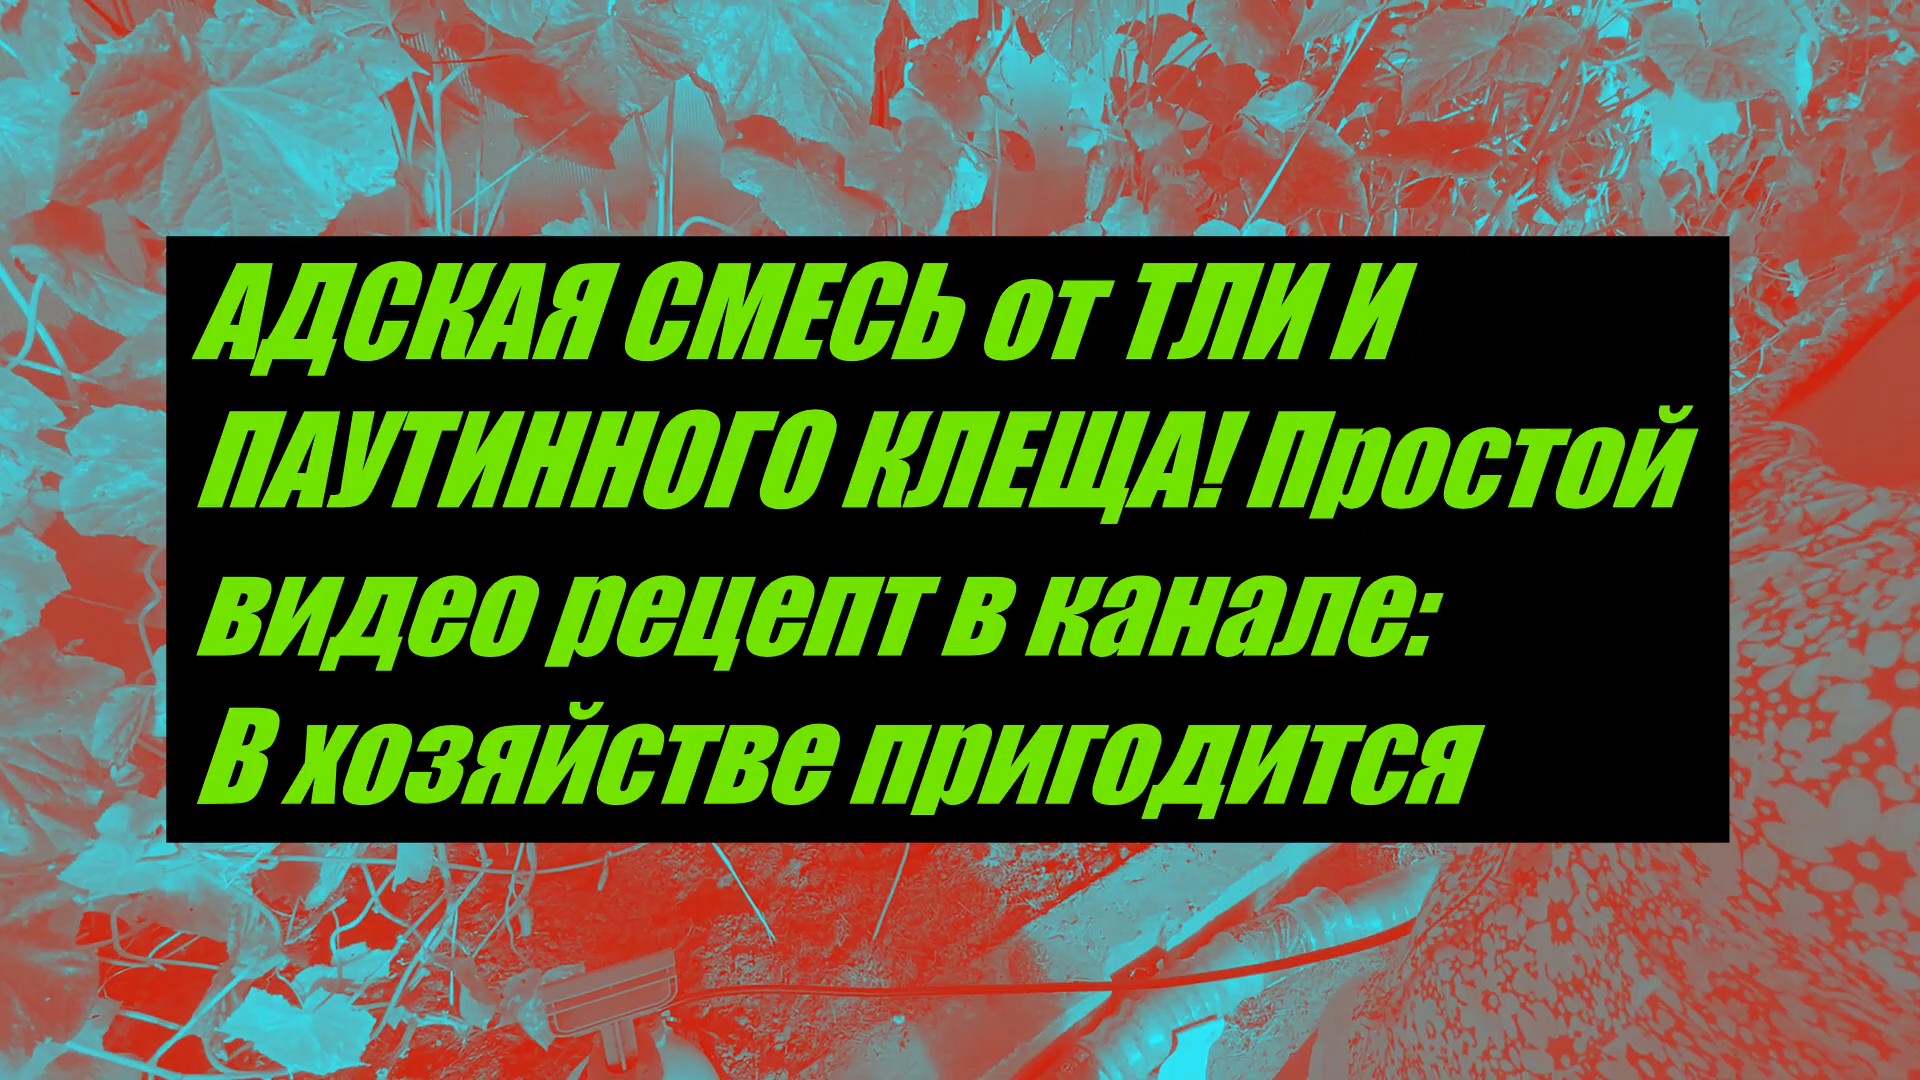 АДСКАЯ СМЕСЬ от ТЛИ И
ПАУТИННОГО КЛЕЩА! Простой
видео рецепт в канале:
В хозяйстве пригодится